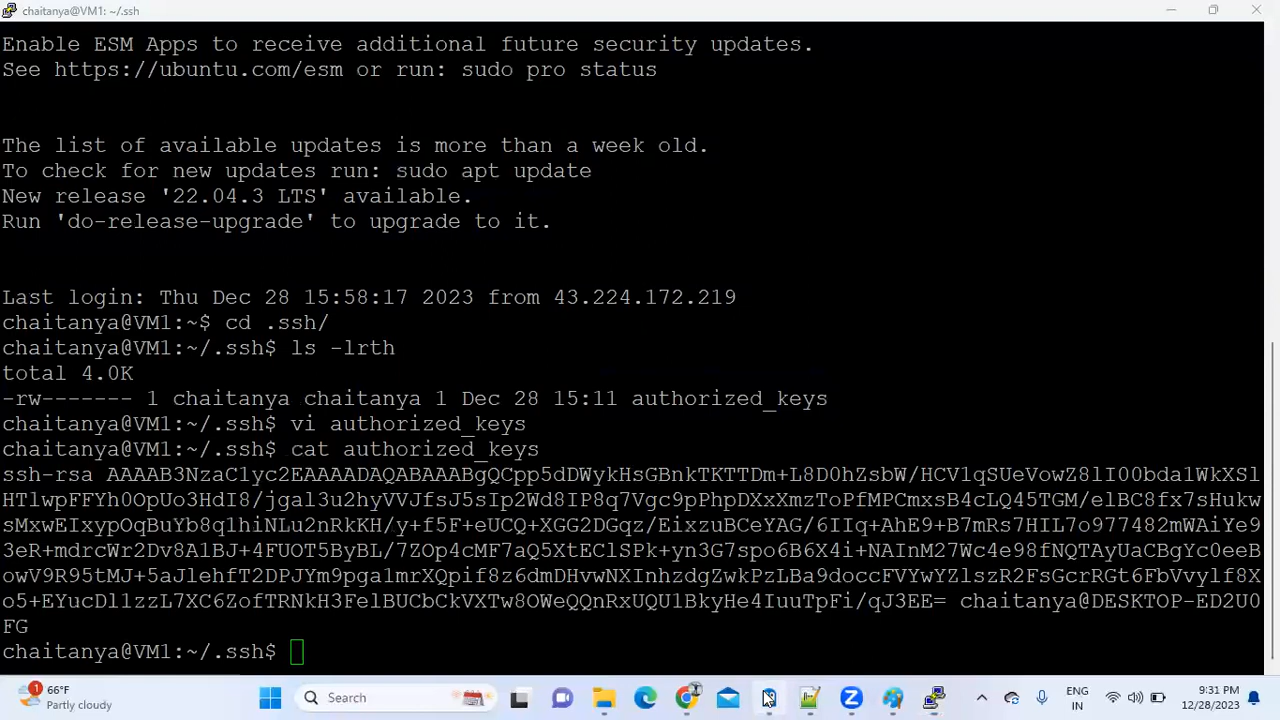 chaitanya@VM1: ~/.ssh
Enable ESM Apps to receive additional future security updates.
See https://ubuntu.com/esm or run: sudo pro status
The list of available updates is more than a week old.
To check for new updates run: sudo apt update
New release '22.04.3 LTS' available.
Run 'do-release-upgrade' to upgrade to it.
Last login: Thu Dec 28 15:58:17 2023 from 43.224.172.219
chaitanya@VM1:~$ cd .ssh/
chaitanya@VM1:~/.ssh$ ls -lrth
total 4.0K
-rw------- 1 chaitanya chaitanya 1 Dec 28 15:11 authorized_keys
chaitanya@VM1:~/.ssh$ vi authorized_keys
chaitanya@VM1:~/.ssh$ cat authorized_keys
ssh-rsa AAAAB3NzaC1yc2EAAAADAQABAAABgQCpp5dDWykHsGBnkTKTTDm+L8D0hZsbW/HCV1qSUeVowZ8lI00bda1WkXSl
HTlwpFFYh0OpUo3HdI8/jgal3u2hyVVJfsJ5sIp2Wd8IP8q7Vgc9pPhpDXxXmzToPfMPCmxsB4cLQ45TGM/elBC8fx7sHukw
sMxwEIxypOqBuYb8q1hiNLu2nRkKH/y+f5F+eUCQ+XGG2DGqz/EixzuBCeYAG/6IIq+AhE9+B7mRs7HIL7o977482mWAiYe9
3eR+mdrcWr2Dv8A1BJ+4FUOT5ByBL/7ZOp4cMF7aQ5XtEClSPk+yn3G7spo6B6X4i+NAInM27Wc4e98fNQTAyUaCBgYc0eeB
owV9R95tMJ+5aJlehfT2DPJYm9pga1mrXQpif8z6dmDHvwNXInhzdgZwkPzLBa9doccFVYwYZlszR2FsGcrRGt6FbVvylf8X
o5+EYucDl1zzL7XC6ZofTRNkH3FelBUCbCkVXTw8OWeQQnRxUQU1BkyHe4IuuTpFi/qJ3EE= chaitanya@DESKTOP-ED2U0
FG
chaitanya@VM1:~/.ssh$
1
66°F
Partly cloudy
Search
ENG
IN
9:31 PM
12/28/2023